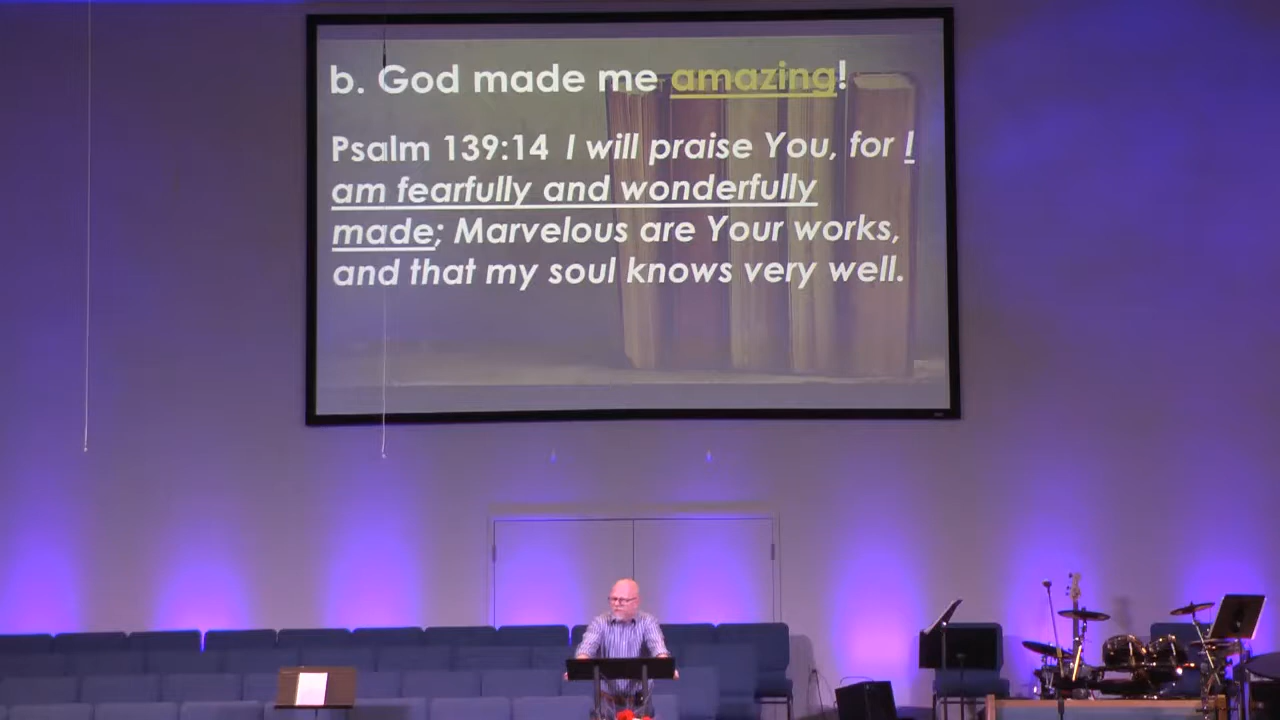 b. God made me amazing!
Psalm 139:14 I will praise You, for I
am fearfully and wonderfully
made; Marvelous are Your works,
and that my soul knows very well.